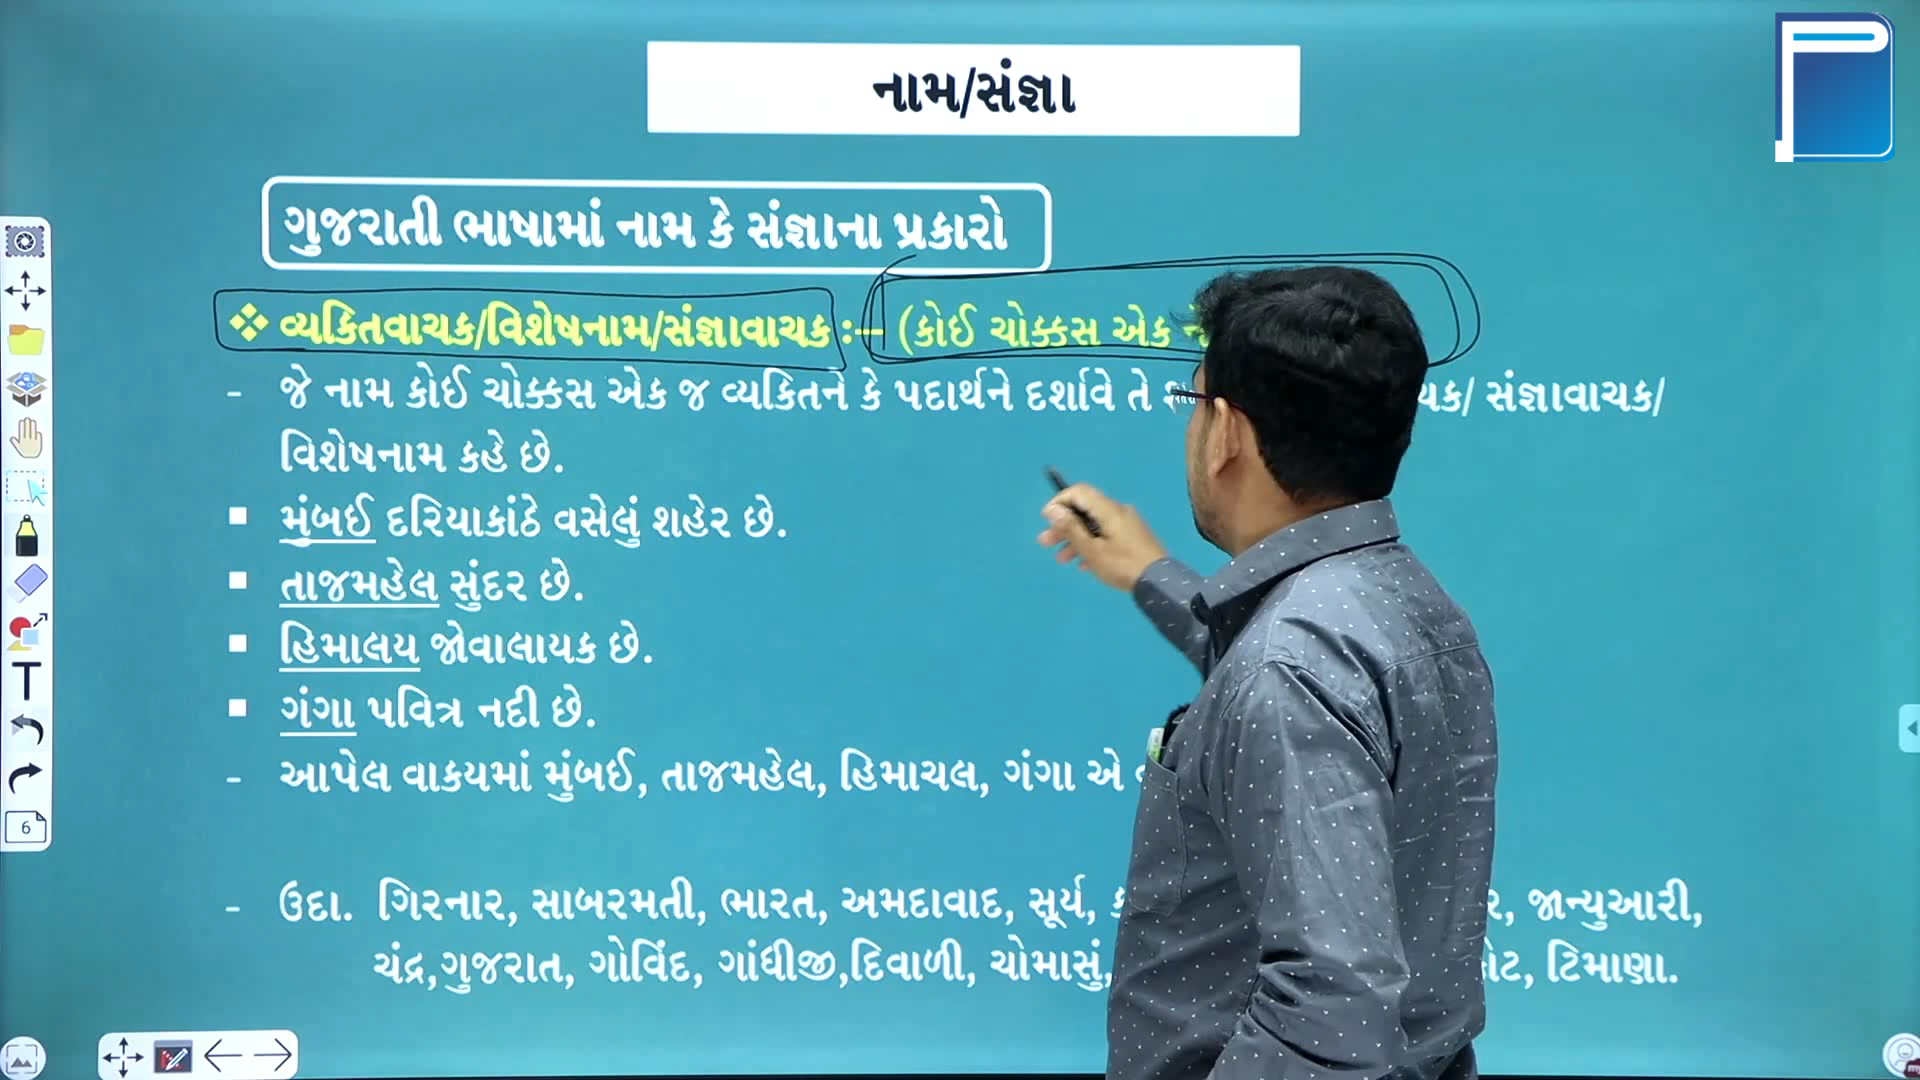 નામ/સંજ્ઞા
ગુજરાતી ભાષામાં નામ કે સંજ્ઞાના પ્રકારો
❖ વ્યકિતવાચક/વિશેષનામ/સંજ્ઞાવાચક :– (કોઈ ચોક્કસ એક
- જે નામ કોઈ ચોક્કસ એક જ વ્યકિતને કે પદાર્થને દર્શાવે તે સંજ્ઞાવાચક/
વિશેષનામ કહે છે.
▪ મુંબઈ દરિયાકાંઠે વસેલું શહેર છે.
▪ તાજમહેલ સુંદર છે.
▪ હિમાલય જોવાલાયક છે.
▪ ગંગા પવિત્ર નદી છે.
- આપેલ વાકયમાં મુંબઈ, તાજમહેલ, હિમાચલ, ગંગા એ
- ઉદા. ગિરનાર, સાબરમતી, ભારત, અમદાવાદ, સૂર્ય, જાન્યુઆરી,
ચંદ્ર,ગુજરાત, ગોવિંદ, ગાંધીજી,દિવાળી, ચોમાસું, ટિમાણા.
T
6